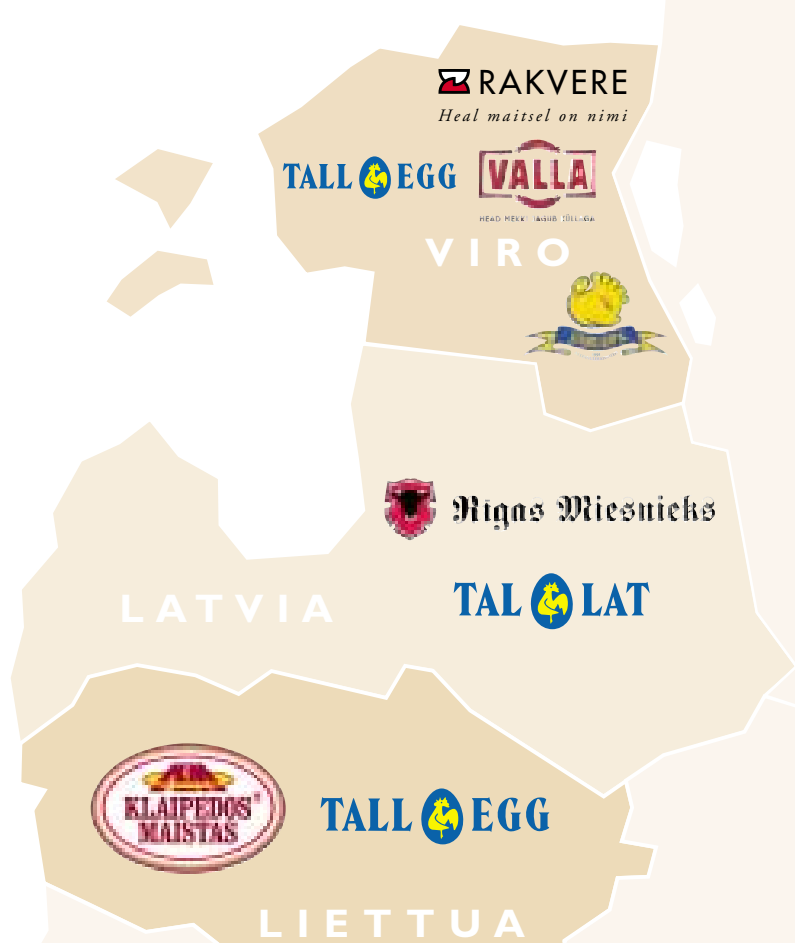 RAKVERE
Heal maitsel on nimi
TALL EGG
VALLA
VIRO
Rigas Miesnieks
TAL LAT
LATVIA
KLAIPEDOS
MAISTAS
TALL EGG
LIETTUA